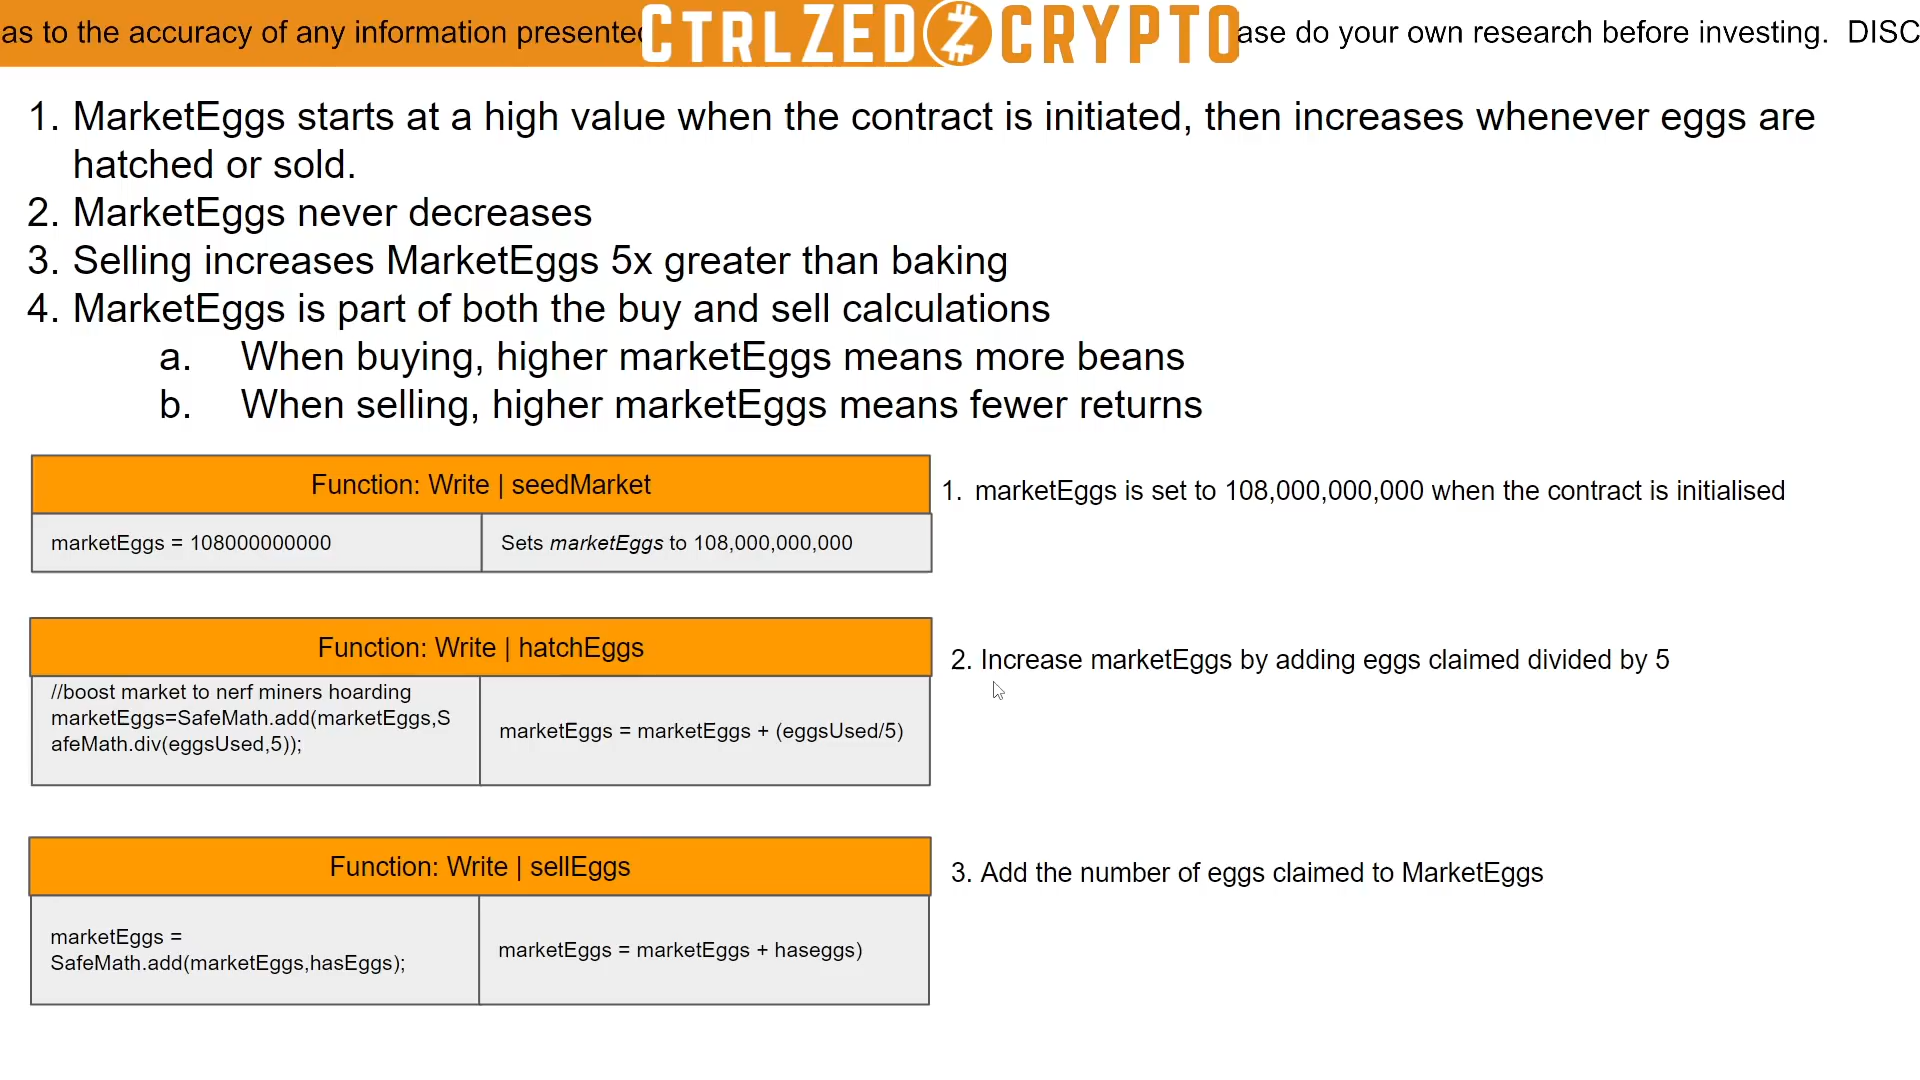 as to the accuracy of any information presente
CTRLZED CRYPTO
ase do your own research before investing. DISC
1. MarketEggs starts at a high value when the contract is initiated, then increases whenever eggs are
hatched or sold.
2. MarketEggs never decreases
3. Selling increases MarketEggs 5x greater than baking
4. MarketEggs is part of both the buy and sell calculations
a. When buying, higher marketEggs means more beans
b. When selling, higher marketEggs means fewer returns
Function: Write | seedMarket
marketEggs = 108000000000
Sets marketEggs to 108,000,000,000
1. marketEggs is set to 108,000,000,000 when the contract is initialised
Function: Write | hatchEggs
//boost market to nerf miners hoarding
marketEggs=SafeMath.add(marketEggs,S
afeMath.div(eggsUsed,5));
marketEggs = marketEggs + (eggsUsed/5)
2. Increase marketEggs by adding eggs claimed divided by 5
Function: Write | sellEggs
marketEggs =
SafeMath.add(marketEggs,hasEggs);
marketEggs = marketEggs + haseggs)
3. Add the number of eggs claimed to MarketEggs